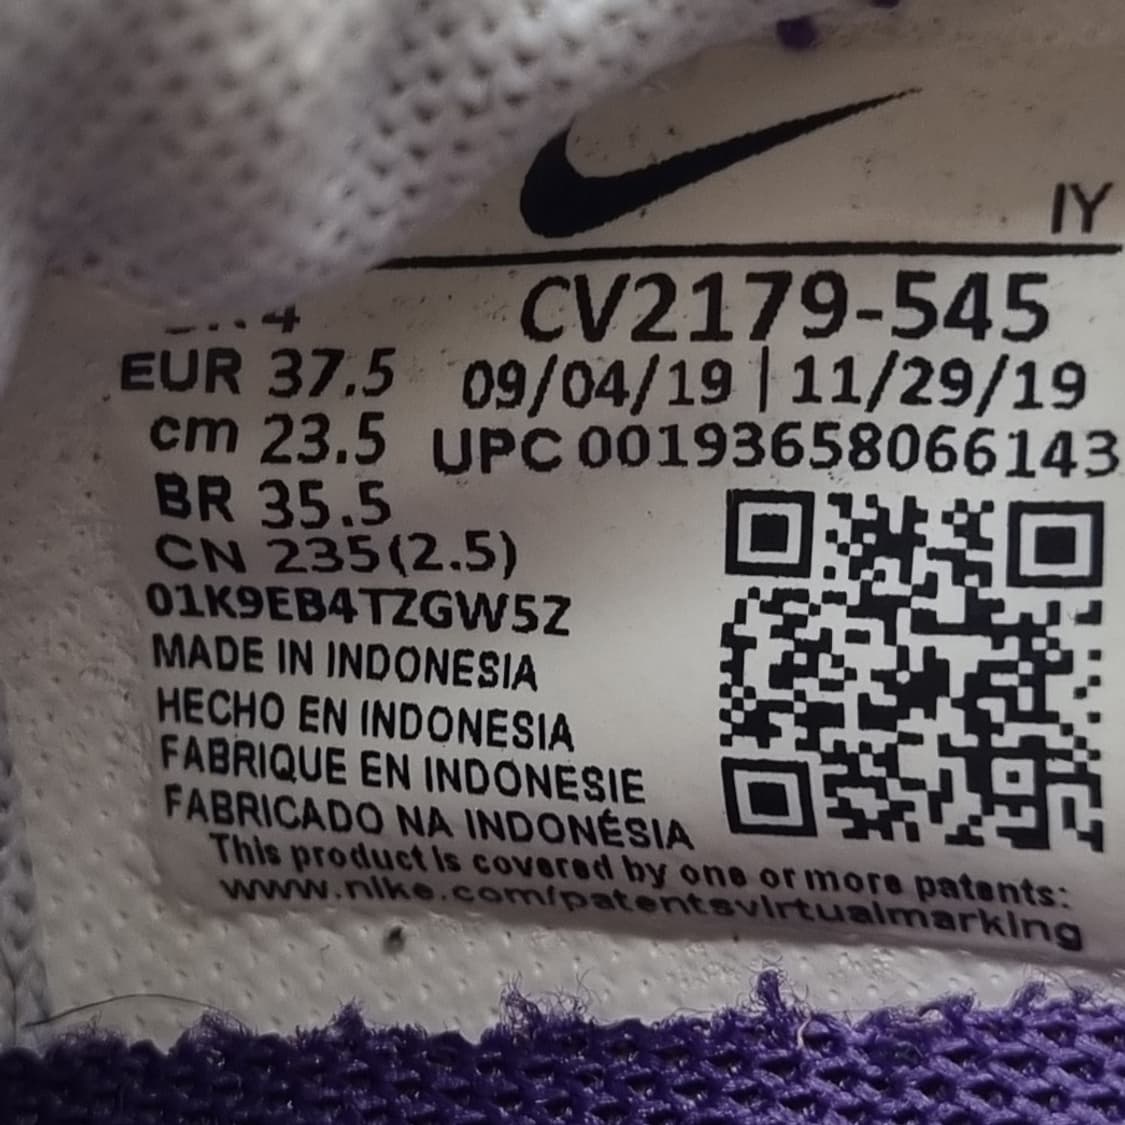 IY
CV2179-545
4
EUR 37.5
09/04/19 | 11/29/19
cm 23.5
UPC 00193658066143
BR 35.5
CN 235(2.5)
01K9EB4TZGW5Z
MADE IN INDONESIA
HECHO EN INDONESIA
FABRIQUE EN INDONESIE
FABRICADO NA INDONÉSIA
This product is covered by one or more patents:
www.nike.com/patentsvirtualmarking